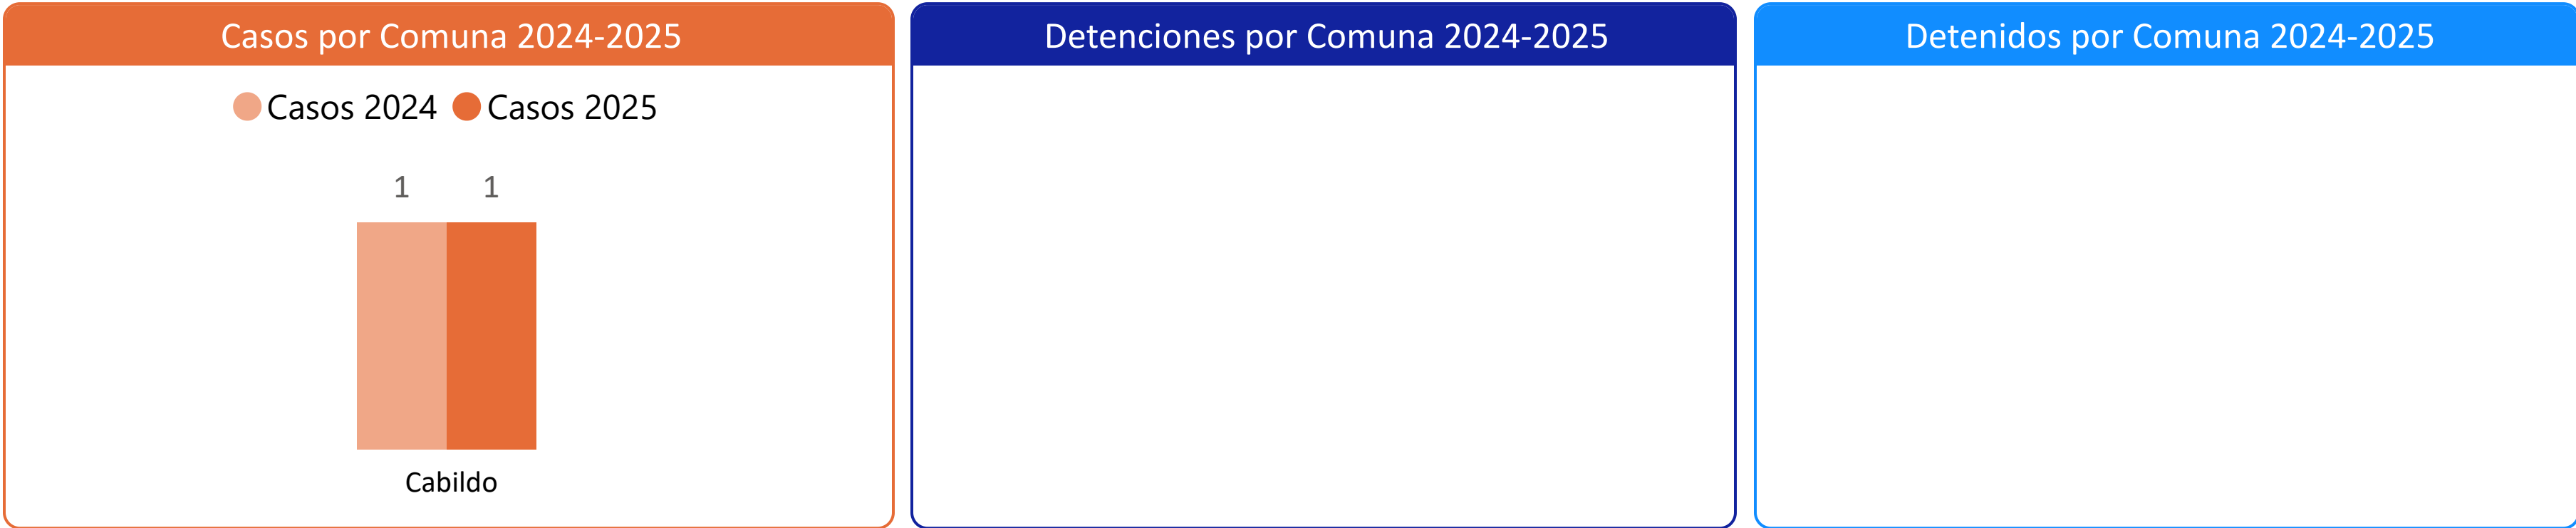 Casos por Comuna 2024-2025
Casos 2024 Casos 2025
1 1
Cabildo
Detenciones por Comuna 2024-2025
Detenidos por Comuna 2024-2025